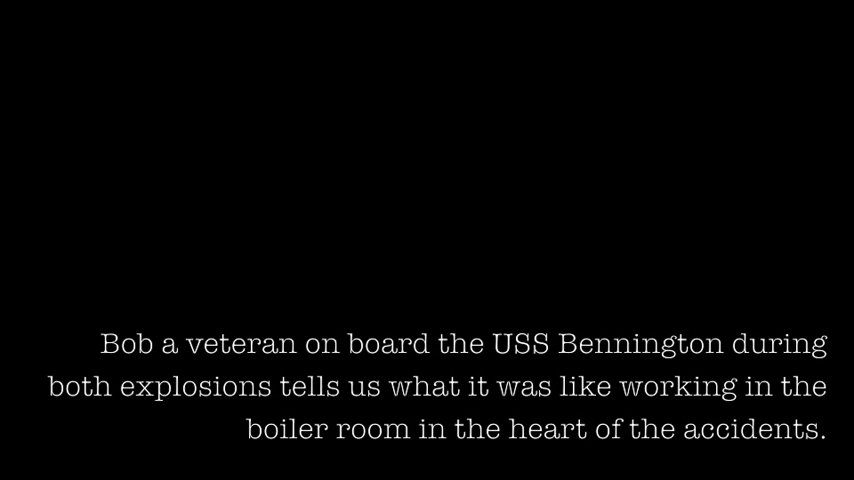 Bob a veteran on board the USS Bennington during
both explosions tells us what it was like working in the
boiler room in the heart of the accidents.